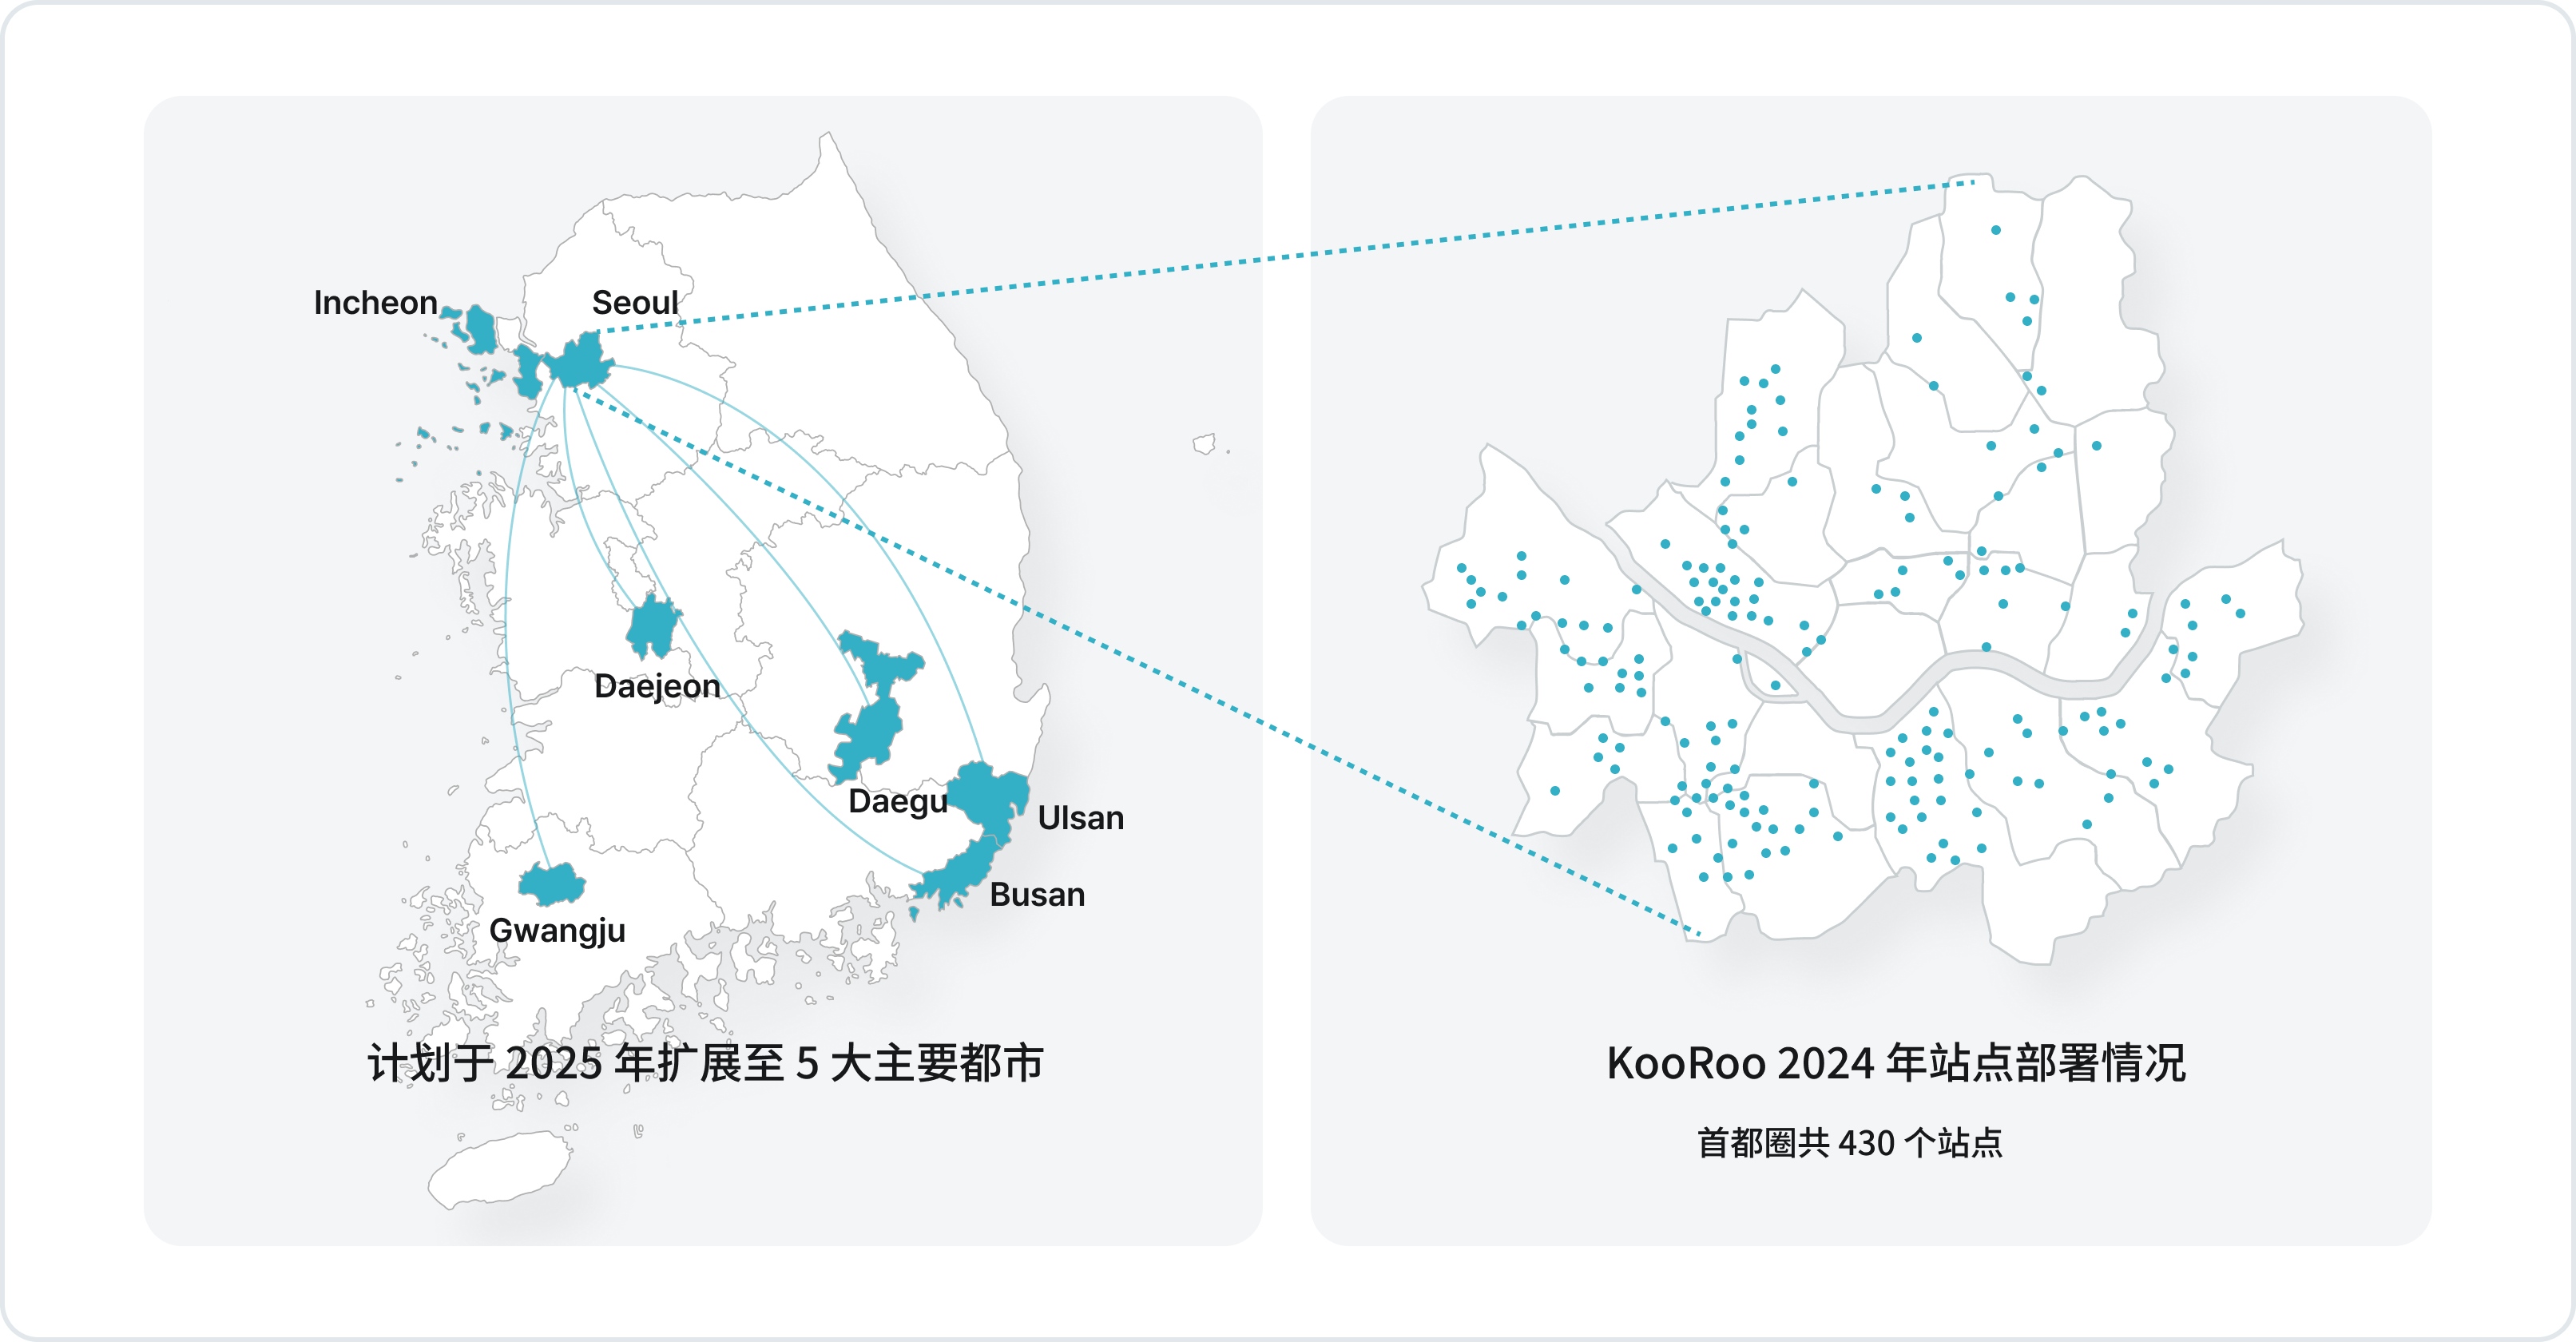 Incheon
Seoul
Daejeon
Daegu
Ulsan
Busan
Gwangju
计划于 2025 年扩展至 5 大主要都市
KooRoo 2024 年站点部署情况
首都圈共 430 个站点